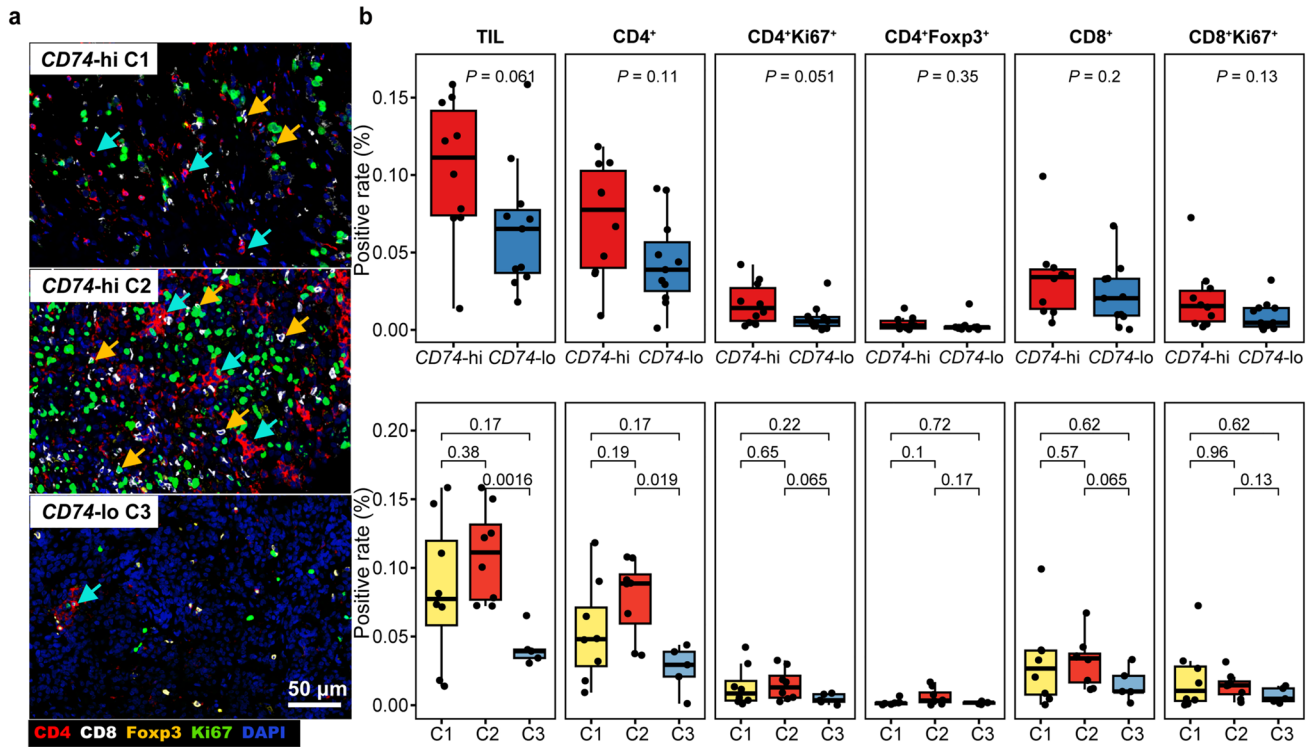 a
CD74-hi C1
CD74-hi C2
CD74-lo C3
50 µm
CD4 CD8 Foxp3 Ki67 DAPI
b
TIL CD4⁺ CD4⁺Ki67⁺ CD4⁺Foxp3⁺ CD8⁺ CD8⁺Ki67⁺
P = 0.061 P = 0.11 P = 0.051 P = 0.35 P = 0.2 P = 0.13
Positive rate (%)
0.15
0.10
0.05
0.00
CD74-hi CD74-lo CD74-hi CD74-lo CD74-hi CD74-lo CD74-hi CD74-lo CD74-hi CD74-lo CD74-hi CD74-lo
Positive rate (%)
0.20
0.15
0.10
0.05
0.00
0.17 0.17 0.22 0.72 0.62 0.62
0.38 0.19 0.65 0.1 0.57 0.96
0.0016 0.019 0.065 0.17 0.065 0.13
C1 C2 C3 C1 C2 C3 C1 C2 C3 C1 C2 C3 C1 C2 C3 C1 C2 C3